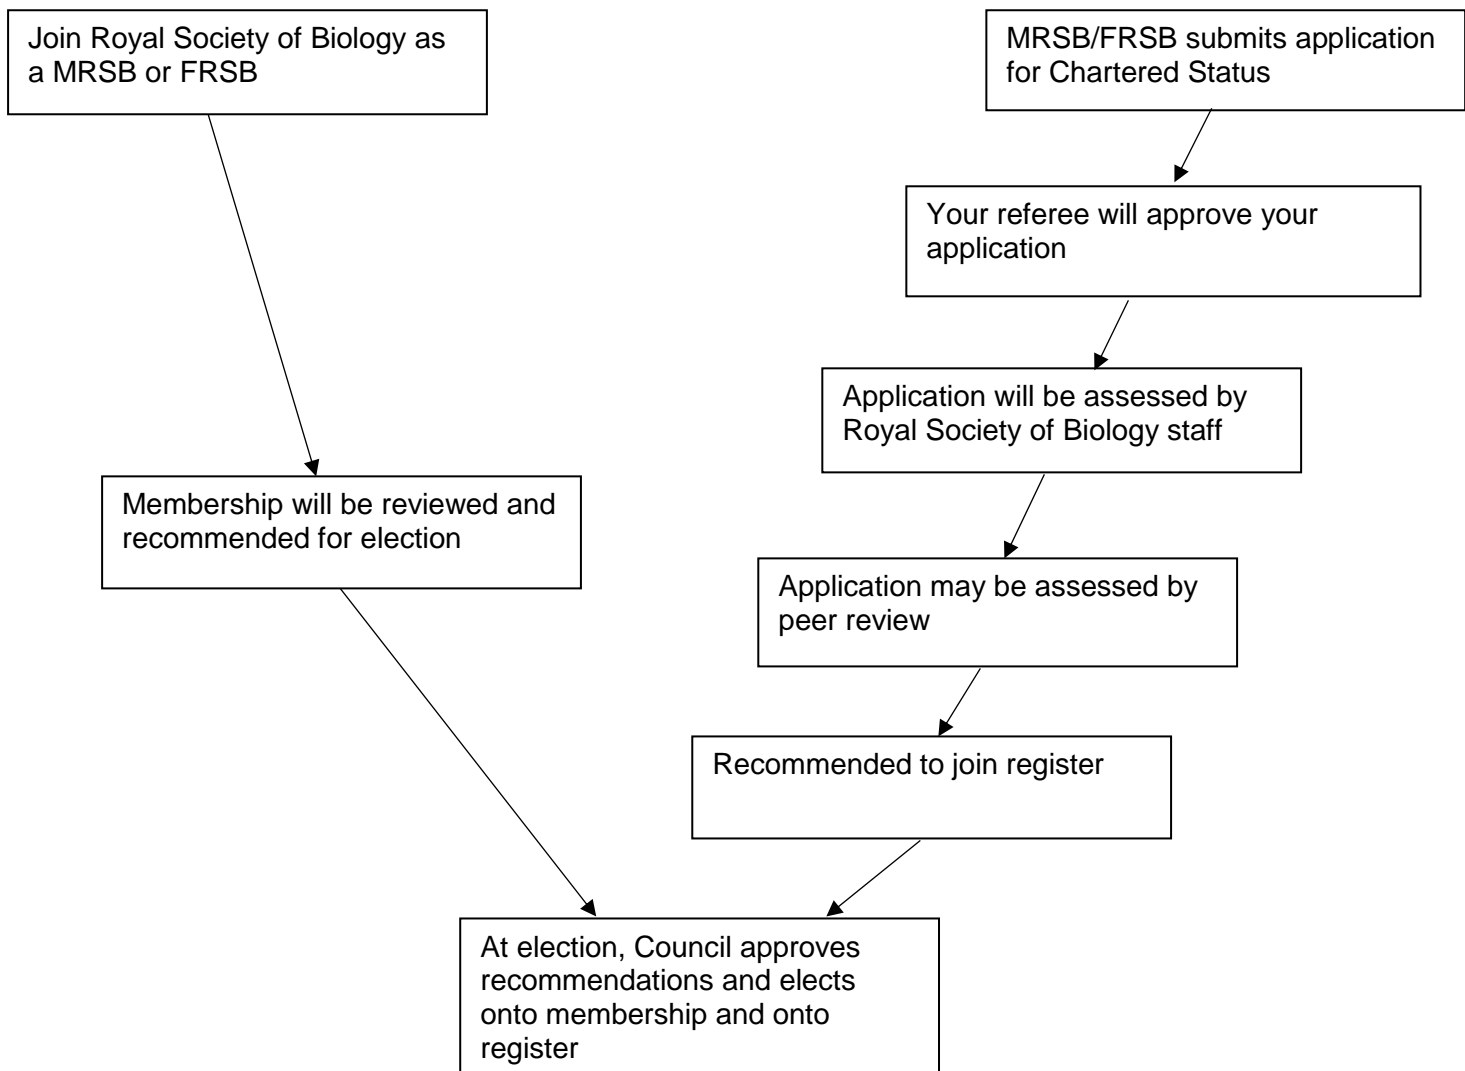 Join Royal Society of Biology as
a MRSB or FRSB
MRSB/FRSB submits application
for Chartered Status
Your referee will approve your
application
Application will be assessed by
Royal Society of Biology staff
Membership will be reviewed and
recommended for election
Application may be assessed by
peer review
Recommended to join register
At election, Council approves
recommendations and elects
onto membership and onto
register